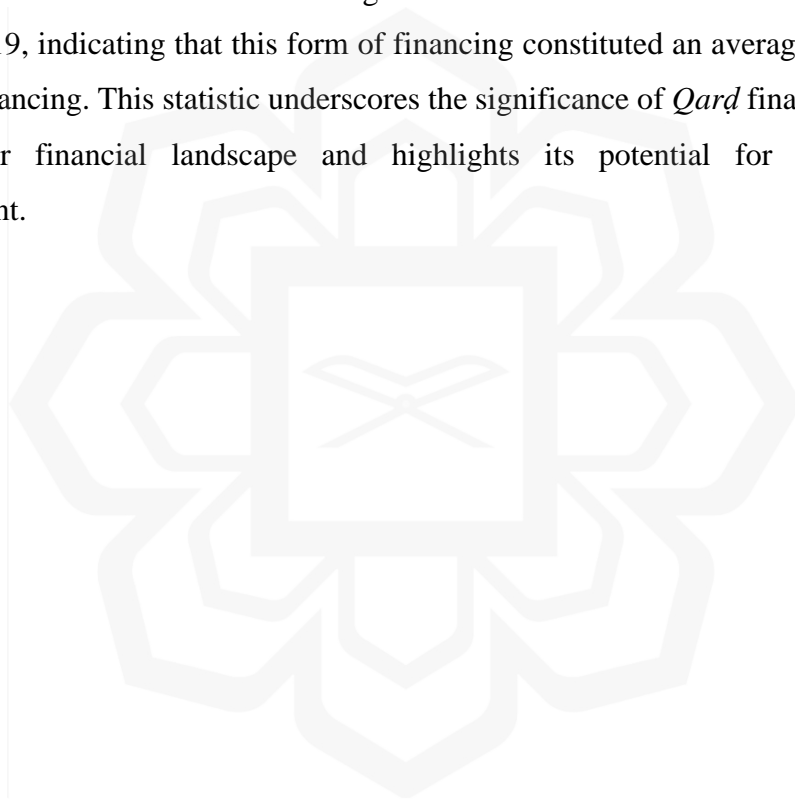 19, indicating that this form of financing constituted an averag
ancing. This statistic underscores the significance of Qarḍ fina
r financial landscape and highlights its potential for
nt.